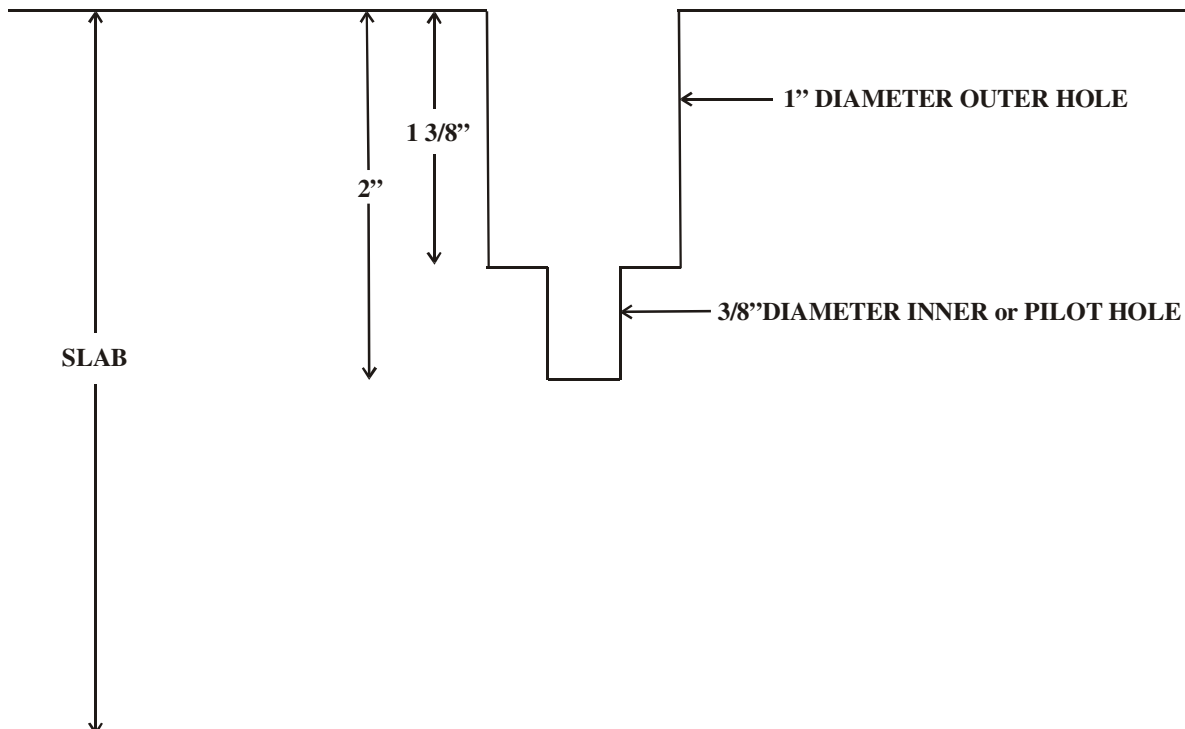 1” DIAMETER OUTER HOLE
1 3/8”
2”
3/8”DIAMETER INNER or PILOT HOLE
SLAB